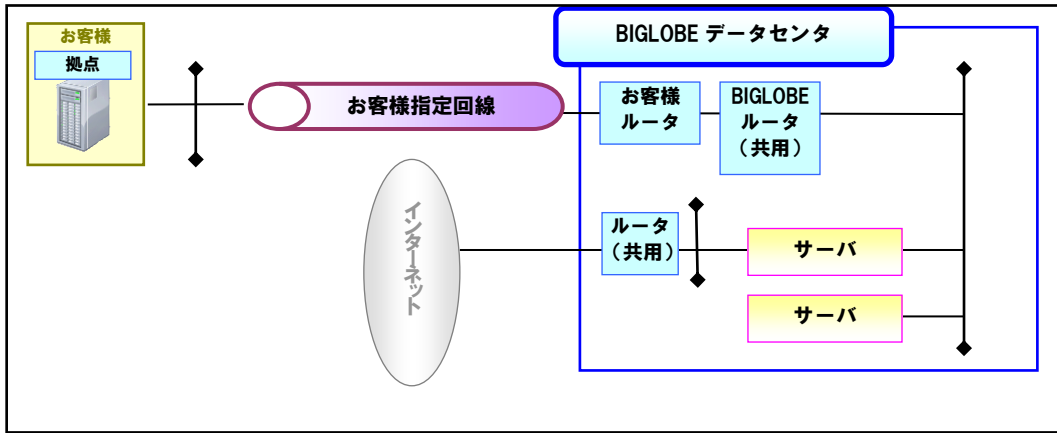 お客様
拠点
お客様指定回線
BIGLOBE データセンタ
お客様
ルータ
BIGLOBE
ルータ
（共用）
インターネット
ルータ
（共用）
サーバ
サーバ